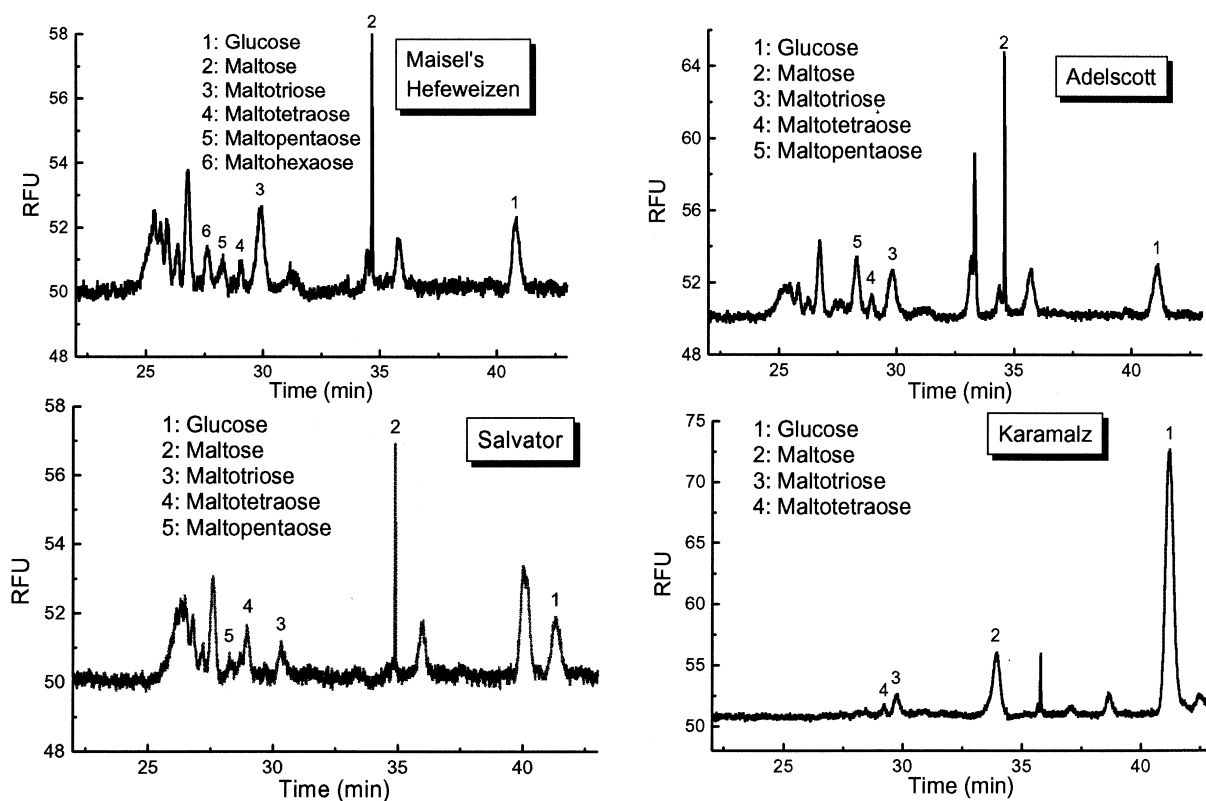 58
56
54
52
50
48
RFU
25
30
35
40
Time (min)
1: Glucose
2: Maltose
3: Maltotriose
4: Maltotetraose
5: Maltopentaose
6: Maltohexaose
Maisel's
Hefeweizen
6
5
4
3
2
1
64
60
56
52
48
RFU
25
30
35
40
Time (min)
1: Glucose
2: Maltose
3: Maltotriose
4: Maltotetraose
5: Maltopentaose
Adelscott
5
4
3
2
1
58
56
54
52
50
48
RFU
25
30
35
40
Time (min)
1: Glucose
2: Maltose
3: Maltotriose
4: Maltotetraose
5: Maltopentaose
Salvator
5
4
3
2
1
75
70
65
60
55
50
RFU
25
30
35
40
Time (min)
1: Glucose
2: Maltose
3: Maltotriose
4: Maltotetraose
Karamalz
4
3
2
1